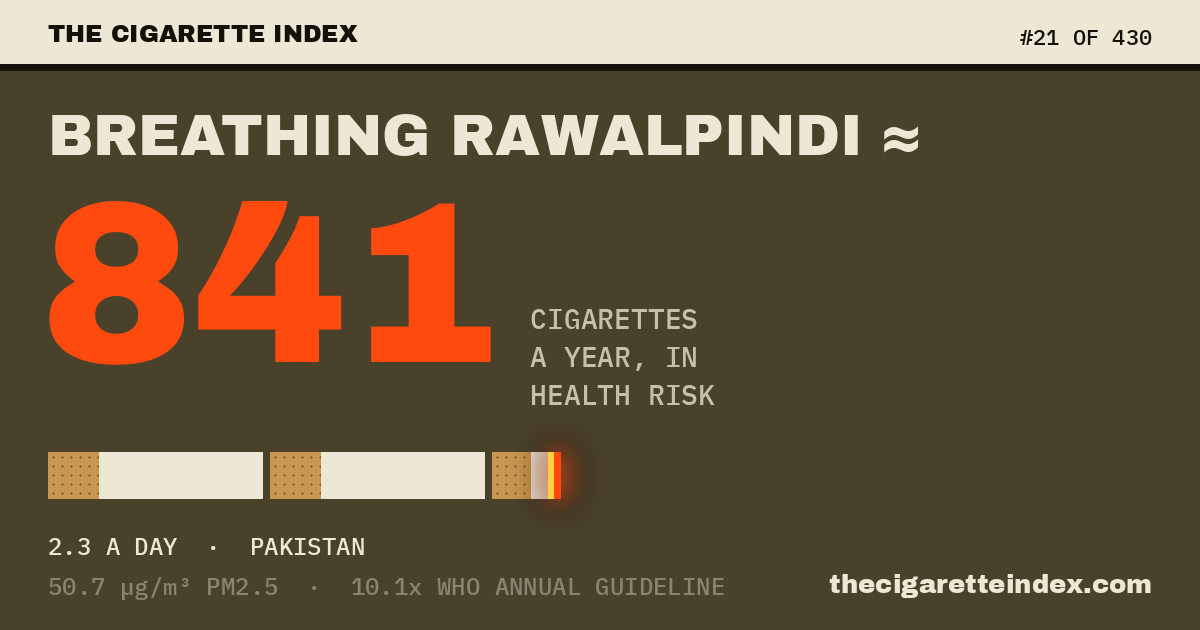 THE CIGARETTE INDEX
#21 OF 430
BREATHING RAWALPINDI ≈
841
CIGARETTES
A YEAR, IN
HEALTH RISK
2.3 A DAY · PAKISTAN
50.7 µg/m³ PM2.5 · 10.1x WHO ANNUAL GUIDELINE
thecigaretteindex.com